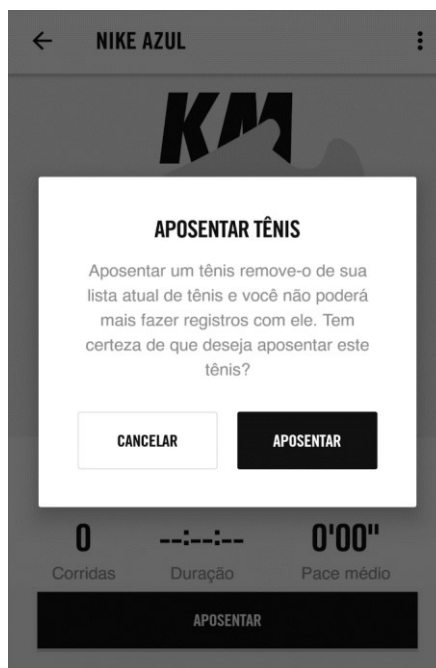 NIKE AZUL
KM
APOSENTAR TÊNIS
Aposentar um tênis remove-o de sua
lista atual de tênis e você não poderá
mais fazer registros com ele. Tem
certeza de que deseja aposentar este
tênis?
CANCELAR APOSENTAR
0 --:--:-- 0'00"
Corridas Duração Pace médio
APOSENTAR